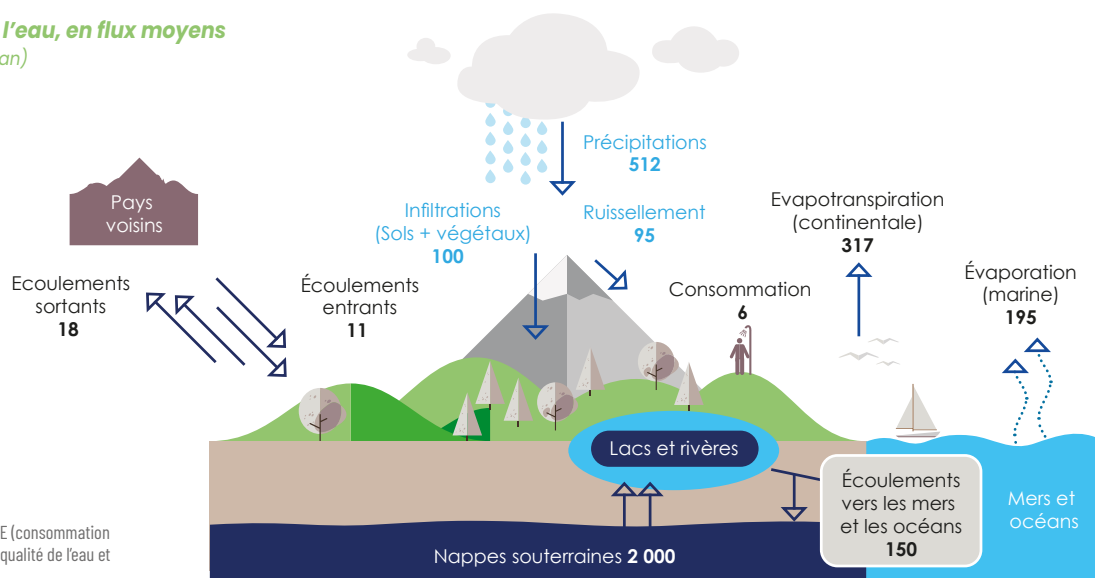 l'eau, en flux moyens
an)
Précipitations
512
Pays
voisins
Infiltrations
(Sols + végétaux)
100
Ruissellement
95
Evapotranspiration
(continentale)
317
Évaporation
(marine)
195
Ecoulements
sortants
18
Écoulements
entrants
11
Consommation
6
Lacs et rivères
Écoulements
vers les mers
et les océans
150
Mers et
océans
E (consommation
qualité de l'eau et
Nappes souterraines 2 000